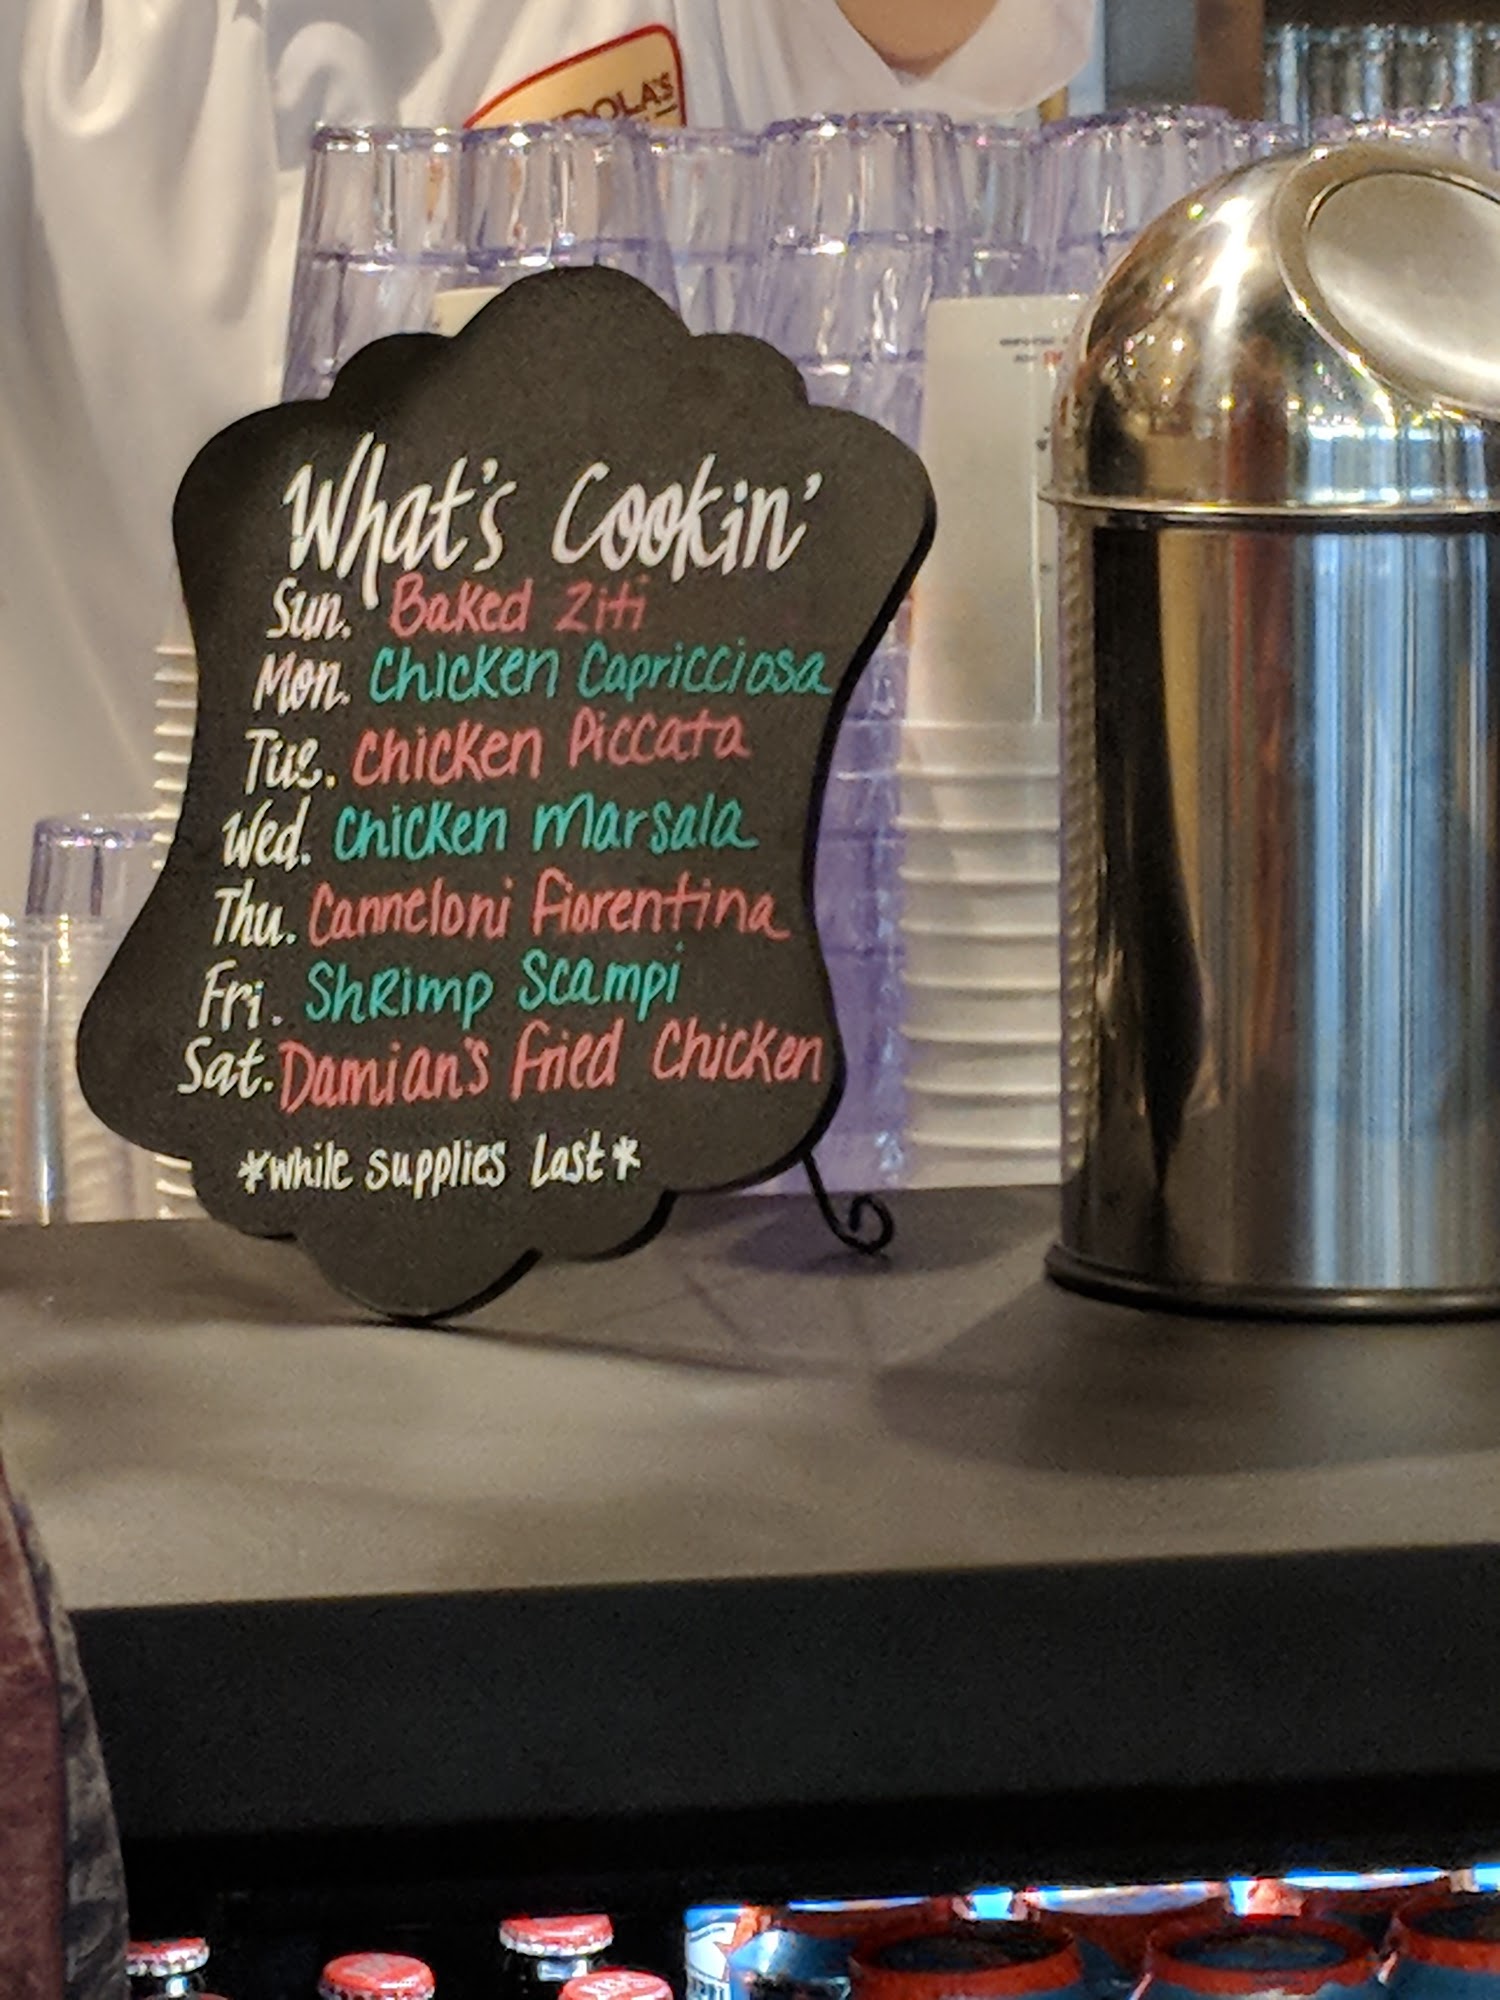 DOLA'S
What's Cookin'
Sun. Baked Ziti
Mon. Chicken Capricciosa
Tue. Chicken Piccata
Wed. Chicken Marsala
Thu. Canneloni Fiorentina
Fri. Shrimp Scampi
Sat. Damian's Fried Chicken
*while supplies last*